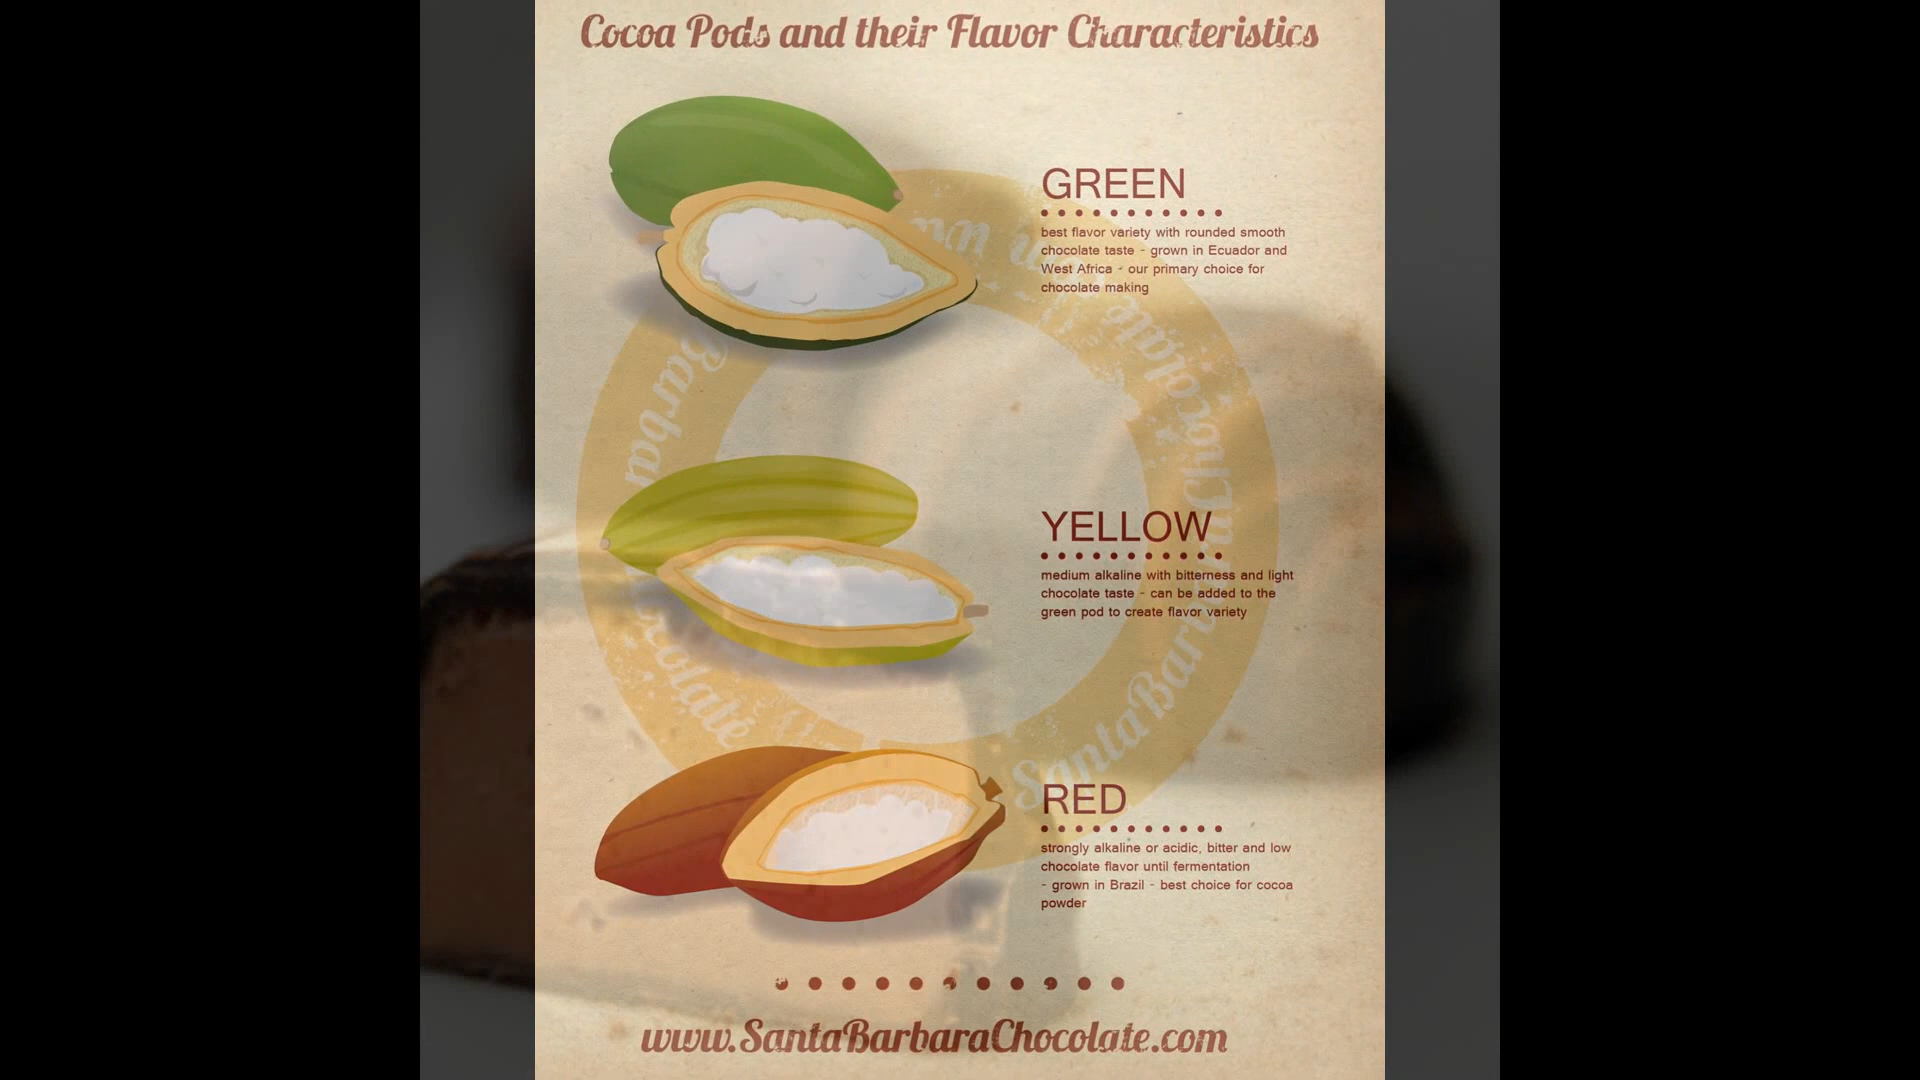 Cocoa Pods and their Flavor Characteristics
GREEN
best flavor variety with rounded smooth
chocolate taste - grown in Ecuador and
West Africa - our primary choice for
chocolate making
YELLOW
medium alkaline with bitterness and light
chocolate taste - can be added to the
green pod to create flavor variety
RED
strongly alkaline or acidic, bitter and low
chocolate flavor until fermentation
- grown in Brazil - best choice for cocoa
powder
www.SantaBarbaraChocolate.com